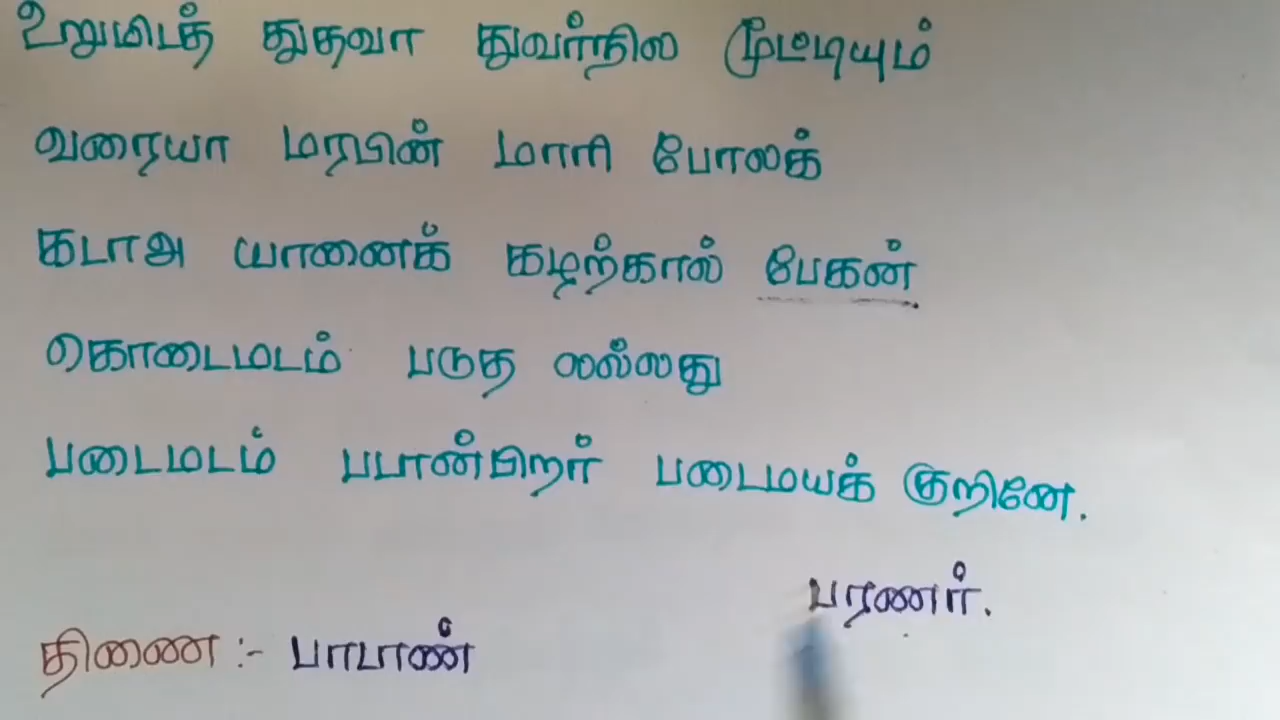 உறுமிடத் துதவா துவர்நில மூட்டியும்
வரையா மரபின் மாரி போலக்
கடாஅ யானைக் கழற்கால் பேகன்
கொடைமடம் படுத லல்லது
படைமடம் படான்பிறர் படைமயக் குறினே.
பரணர்.
திணை :- பாடாண்